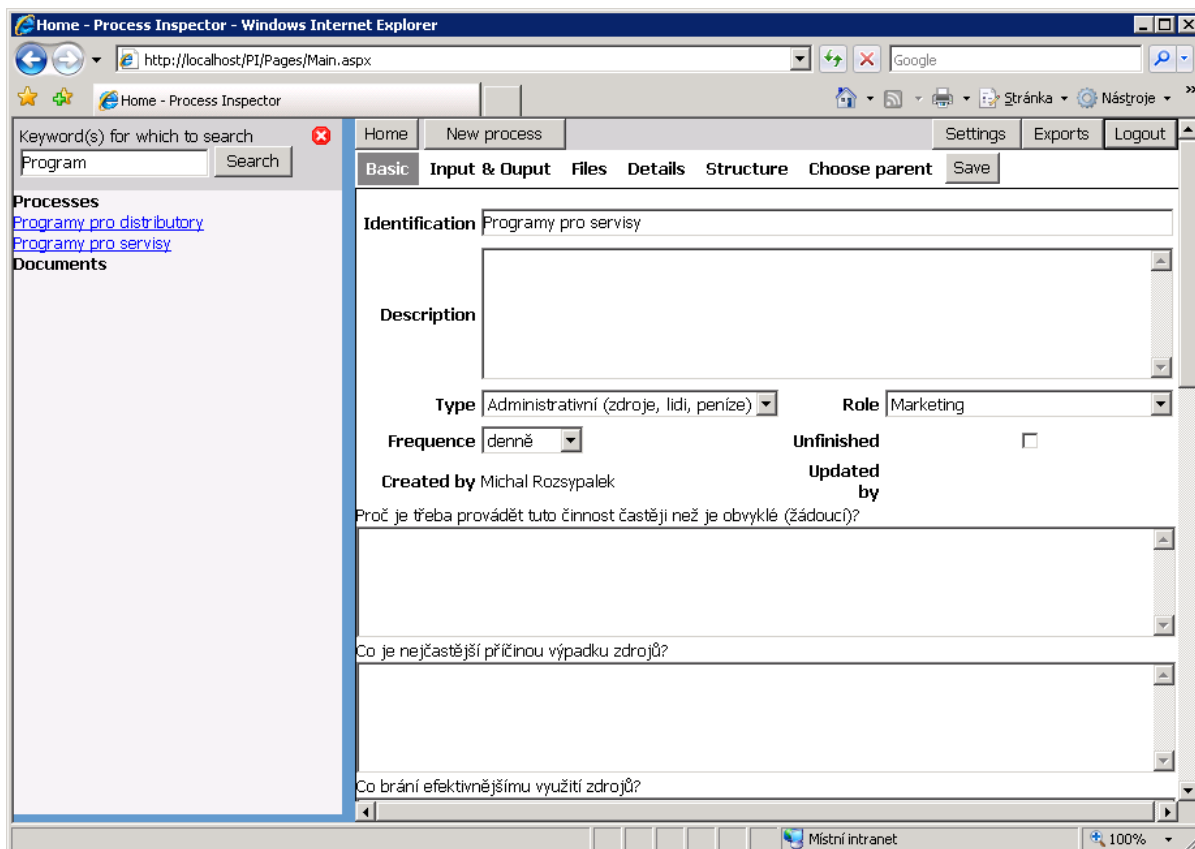 Home - Process Inspector - Windows Internet Explorer
http://localhost/PI/Pages/Main.aspx
Google
Home - Process Inspector
Stránka
Nástroje
»
Keyword(s) for which to search
Program
Search
Processes
Programy pro distributory
Programy pro servisy
Documents
Home
New process
Settings
Exports
Logout
Basic
Input & Ouput
Files
Details
Structure
Choose parent
Save
Identification
Programy pro servisy
Description
Type
Administrativní (zdroje, lidi, peníze)
Role
Marketing
Frequence
denně
Unfinished
Created by
Michal Rozsypalek
Updated
by
Proč je třeba provádět tuto činnost častěji než je obvyklé (žádoucí)?
Co je nejčastější příčinou výpadku zdrojů?
Co brání efektivnějšímu využití zdrojů?
Místní intranet
100%